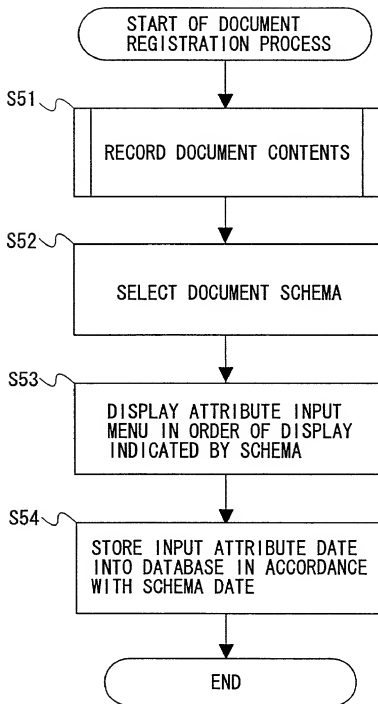 START OF DOCUMENT
REGISTRATION PROCESS
S51
RECORD DOCUMENT CONTENTS
S52
SELECT DOCUMENT SCHEMA
S53
DISPLAY ATTRIBUTE INPUT
MENU IN ORDER OF DISPLAY
INDICATED BY SCHEMA
S54
STORE INPUT ATTRIBUTE DATE
INTO DATABASE IN ACCORDANCE
WITH SCHEMA DATE
END